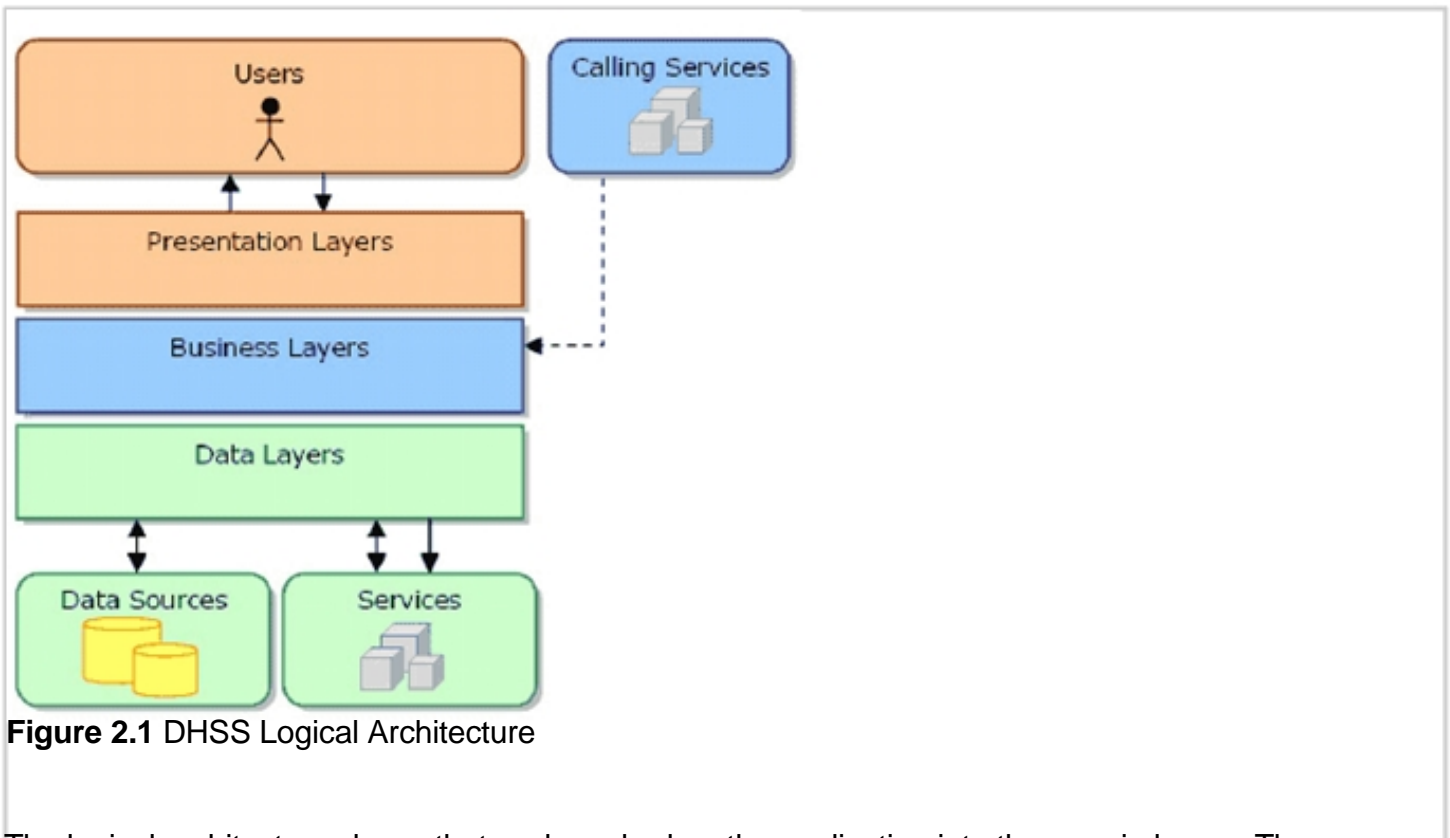 Users
Calling Services
Presentation Layers
Business Layers
Data Layers
Data Sources
Services
Figure 2.1 DHSS Logical Architecture